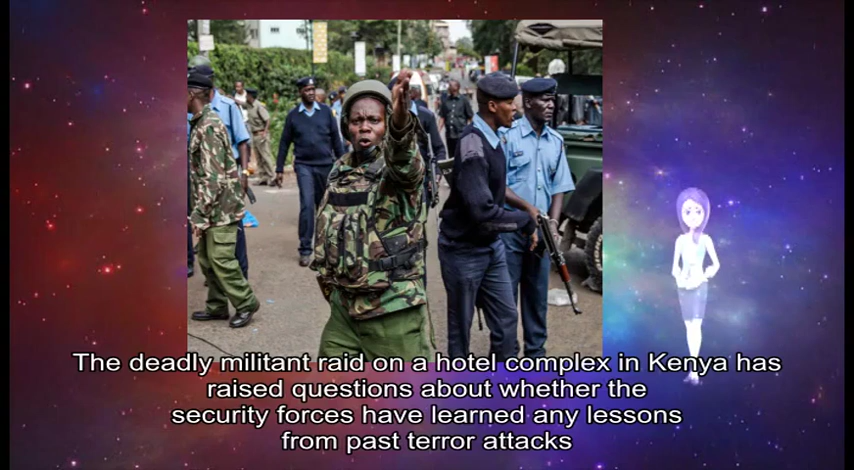 The deadly militant raid on a hotel complex in Kenya has
raised questions about whether the
security forces have learned any lessons
from past terror attacks